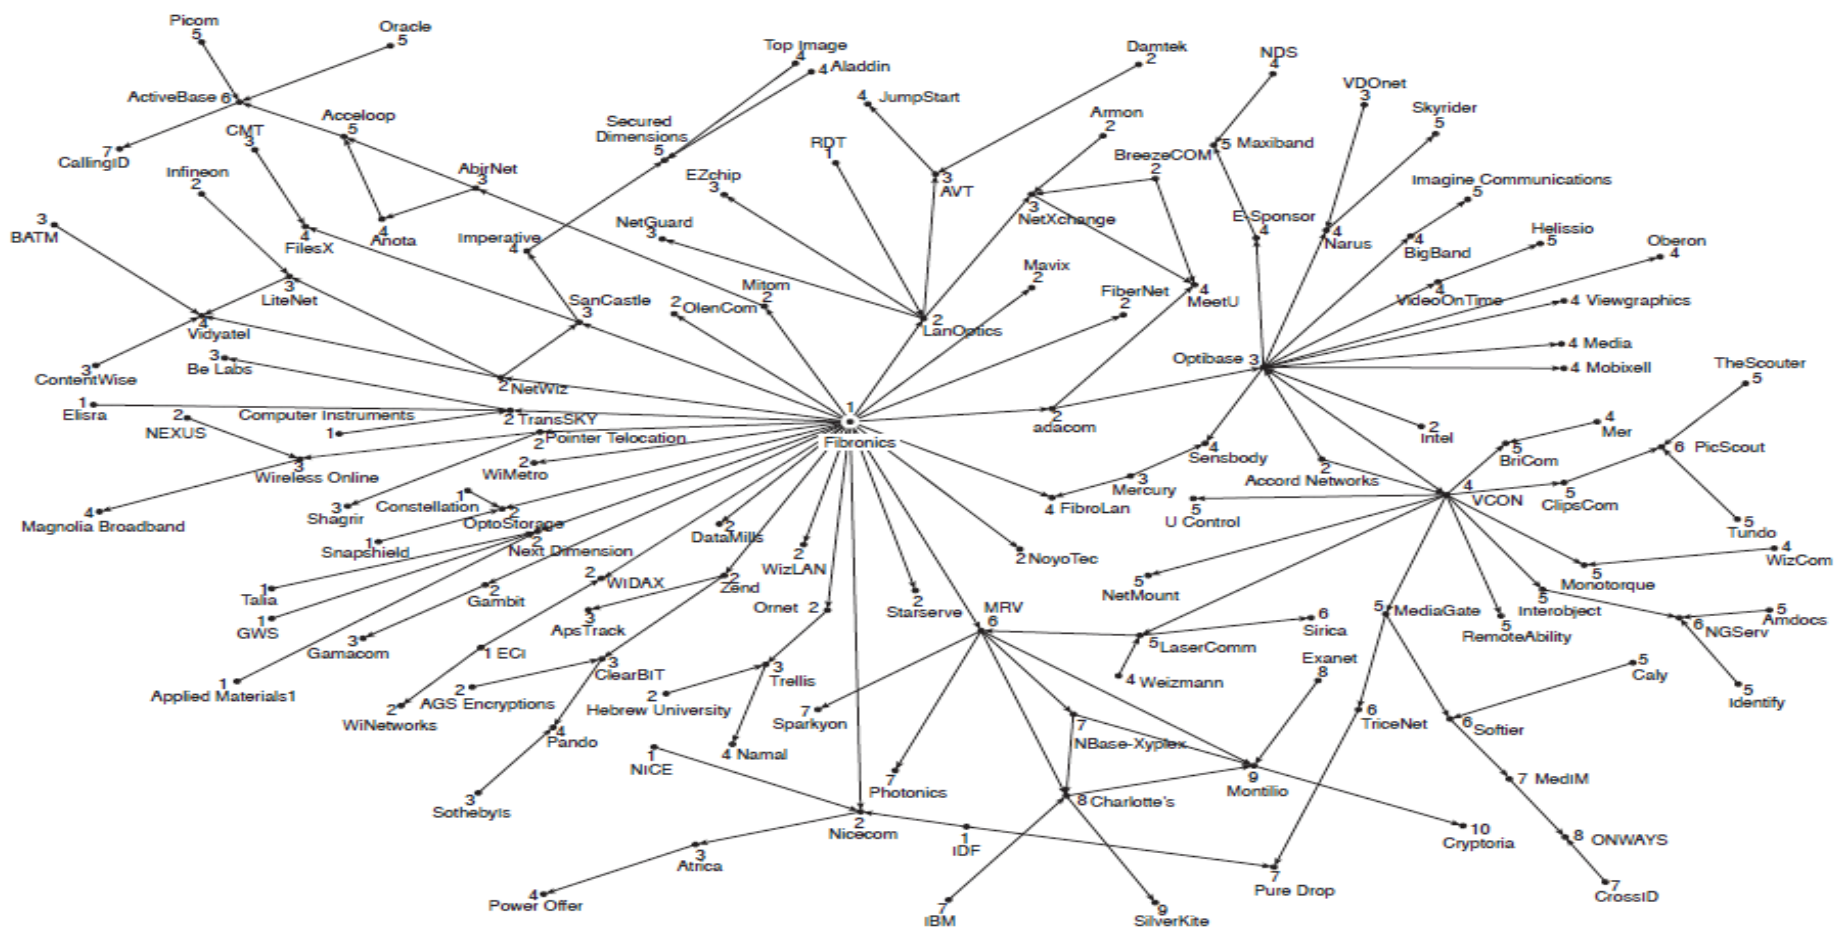 Picom
5
Oracle
5
Top Image
4
4 Aladdin
Damtek
2
NDS
4
VDOnet
3
ActiveBase 6
Acceloop
5
CMT
3
7
CallingID
Secured
Dimensions
5
4 JumpStart
RDT
1
Armon
2
Skyrider
5
5 Maxiband
BreezeCOM
2
Infineon
2
AbirNet
3
EZchip
3
3
AVT
Imagine Communications
5
3
BATM
4
FilesX
4
Anota
Imperative
4
NetGuard
3
3
NetXchange
E-Sponsor
4
4
Narus
4
BigBand
Helissio
5
Oberon
4
3
LiteNet
SanCastle
3
2
OlenCom
Mitom
2
Mavix
2
FiberNet
2
4
MeetU
4
VideoOnTime
4 Viewgraphics
4
Vidyatel
2
LanOptics
3
ContentWise
3
Be Labs
Optibase 3
4 Media
4 Mobixell
TheScouter
5
2 NetWiz
1
Elisra
2
NEXUS
Computer Instruments
1
2 TransSKY
2
Pointer Telocation
1
Fibronics
2
adacom
2
Intel
4
Mer
5
BriCom
6 PicScout
3
Wireless Online
2
WiMetro
4
Sensbody
2
Accord Networks
4
VCON
3
Mercury
4 FibroLan
5
U Control
5
ClipsCom
4
Magnolia Broadband
3
Shagrir
1
Constellation
2
OptoStorage
1
Snapshield
2
Next Dimension
2
DataMills
2
WizLAN
2 NoyoTec
5
Tundo
4
WizCom
1
Talia
2
Gambit
2
WIDAX
2
Zend
5
NetMount
5
Monotorque
1
GWS
3
ApsTrack
Ornet 2
2
Starserve
MRV
6
5
MediaGate
5
RemoteAbility
5
Interobject
6
NGServ
5
Amdocs
3
Gamacom
1 ECI
3
ClearBIT
3
Trellis
5 LaserComm
6
Sirica
Exanet
8
4 Weizmann
5
Caly
1
Applied Materials1
2
WiNetworks
2
AGS Encryptions
2
Hebrew University
7
Sparkyon
5
Identify
4
Pando
4 Namal
7
NBase-Xyplex
6
TriceNet
6 Softier
1
NICE
3
SothebyIs
7
Photonics
8 Charlotte's
9
Montilio
7 MedIM
2
Nicecom
1
IDF
10
Cryptoria
8 ONWAYS
3
Atrica
7
Pure Drop
7
CrossID
4
Power Offer
7
IBM
9
SilverKite